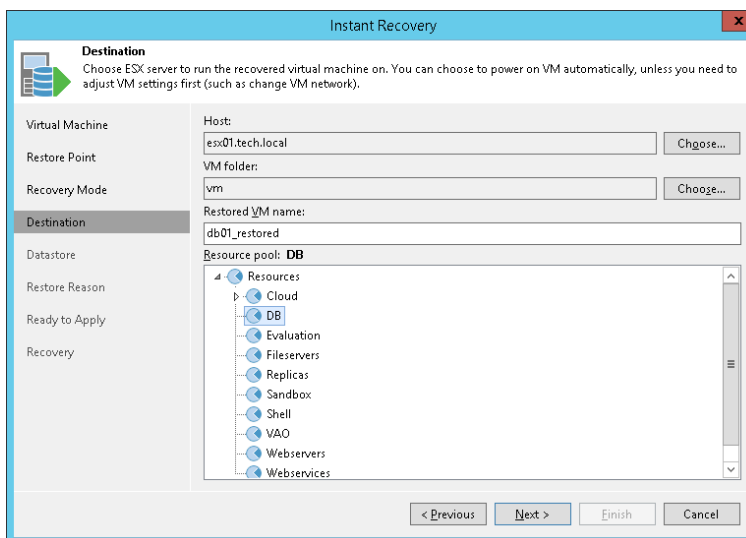 Instant Recovery
x
Destination
Choose ESX server to run the recovered virtual machine on. You can choose to power on VM automatically, unless you need to
adjust VM settings first (such as change VM network).
Virtual Machine
Restore Point
Recovery Mode
Destination
Datastore
Restore Reason
Ready to Apply
Recovery
Host:
esx01.tech.local
Choose...
VM folder:
vm
Choose...
Restored VM name:
db01_restored
Resource pool: DB
Resources
Cloud
DB
Evaluation
Fileservers
Replicas
Sandbox
Shell
VAO
Webservers
Webservices
< Previous
Next >
Finish
Cancel